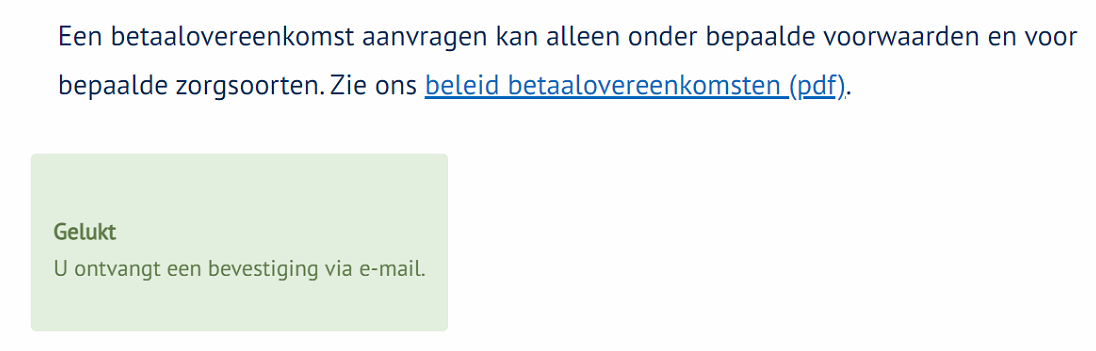 Een betaalovereenkomst aanvragen kan alleen onder bepaalde voorwaarden en voor
bepaalde zorgsoorten. Zie ons beleid betaalovereenkomsten (pdf).
Gelukt
U ontvangt een bevestiging via e-mail.